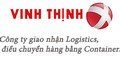 VINH THỊNH
Công ty giao nhận Logistics,
điều chuyển hàng bằng Container.